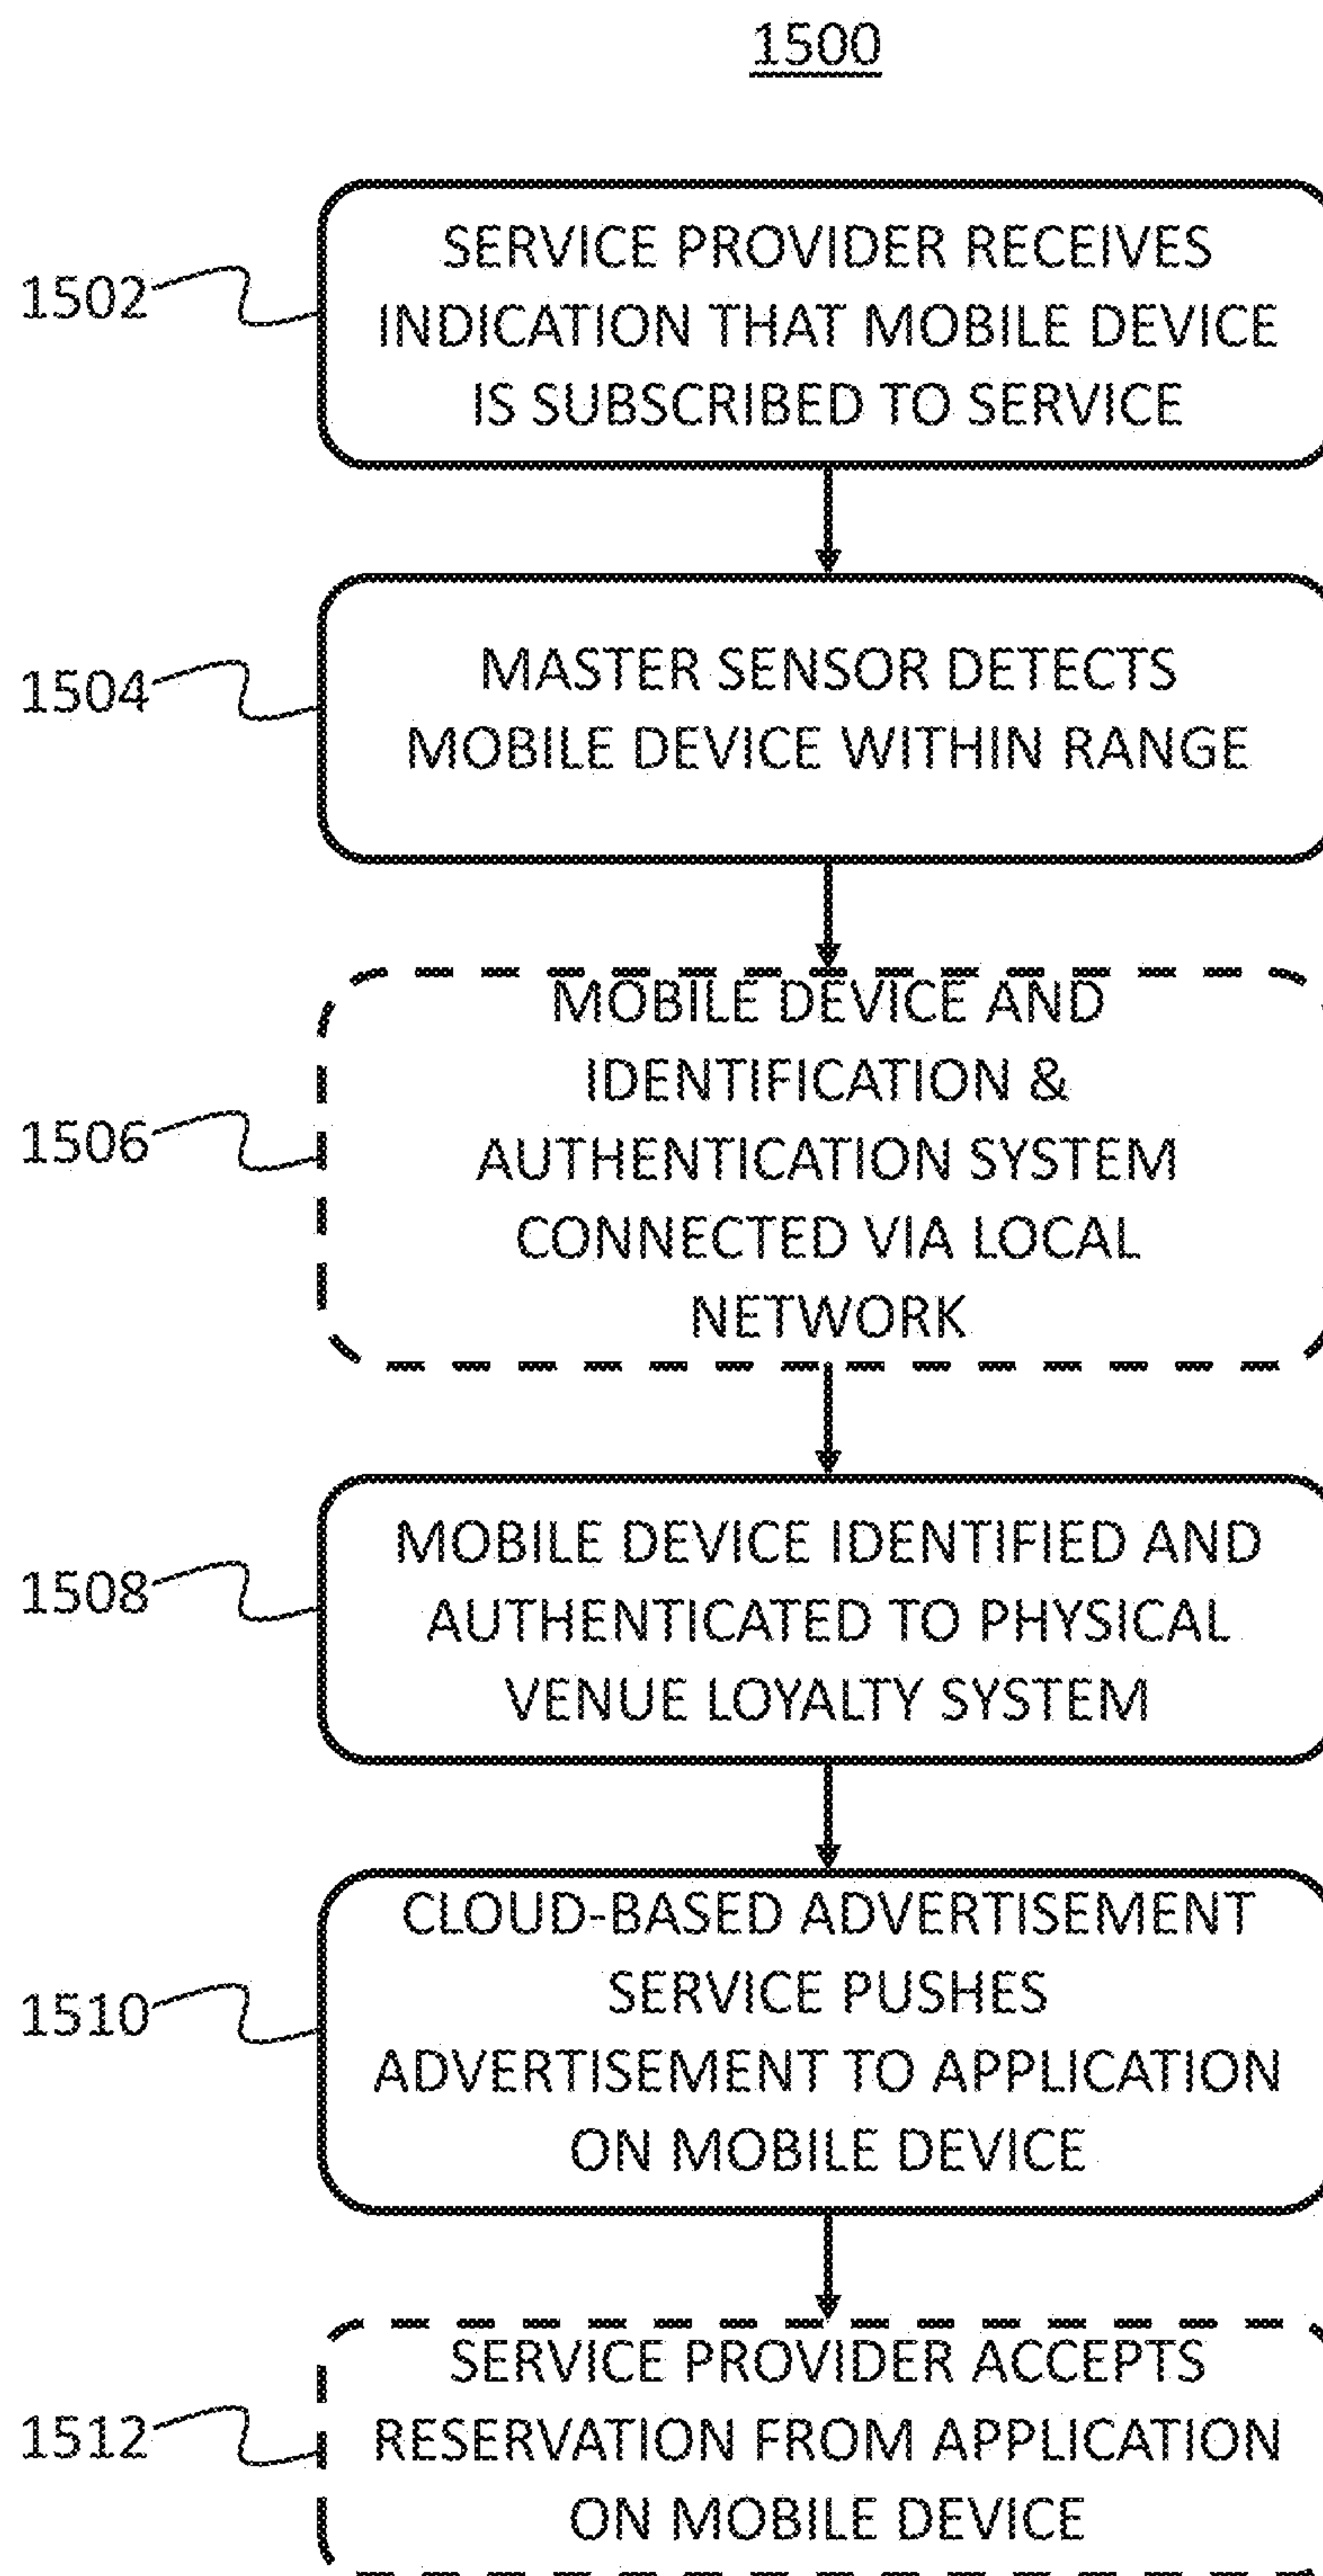 1500
1502
SERVICE PROVIDER RECEIVES
INDICATION THAT MOBILE DEVICE
IS SUBSCRIBED TO SERVICE
1504
MASTER SENSOR DETECTS
MOBILE DEVICE WITHIN RANGE
1506
MOBILE DEVICE AND
IDENTIFICATION &
AUTHENTICATION SYSTEM
CONNECTED VIA LOCAL
NETWORK
1508
MOBILE DEVICE IDENTIFIED AND
AUTHENTICATED TO PHYSICAL
VENUE LOYALTY SYSTEM
1510
CLOUD-BASED ADVERTISEMENT
SERVICE PUSHES
ADVERTISEMENT TO APPLICATION
ON MOBILE DEVICE
1512
SERVICE PROVIDER ACCEPTS
RESERVATION FROM APPLICATION
ON MOBILE DEVICE